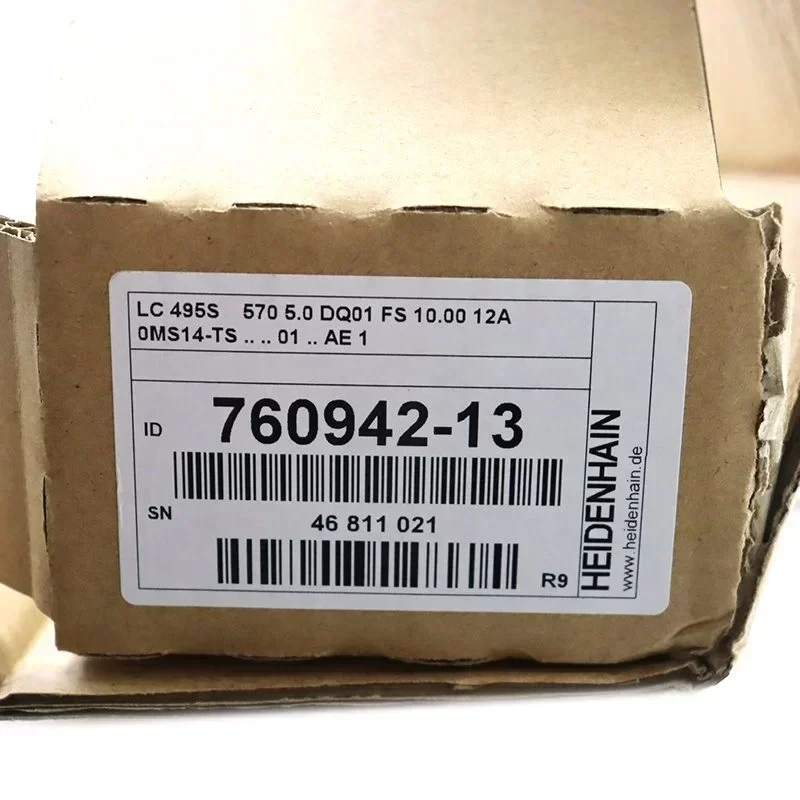 LC 495S 570 5.0 DQ01 FS 10.00 12A
0MS14-TS .. .. 01 .. AE 1
ID 760942-13
SN 46 811 021
R9
HEIDENHAIN
www.heidenhain.de